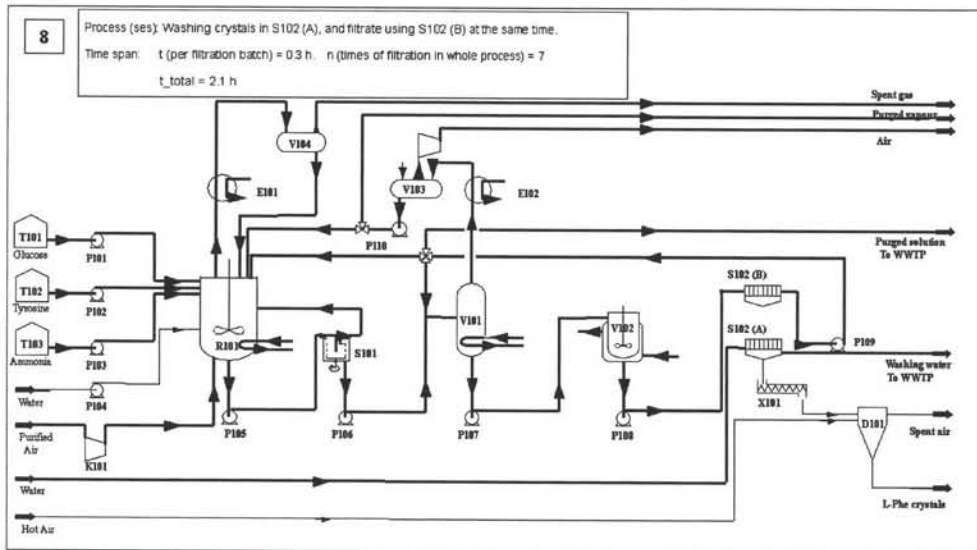 8
Process (ses): Washing crystals in S102 (A), and filtrate using S102 (B) at the same time.
Time span: t (per filtration batch) = 0.3 h. n (times of filtration in whole process) = 7
t_total = 2.1 h
Spent gas
Purged vapour
Air
V104
E101
V103
E102
T101
Glucose
P101
P110
Purged solution
To WWTP
T102
Tyrosine
P102
S102 (B)
V101
V102
S102 (A)
T103
Ammonia
P103
R101
S101
P109
Washing water
To WWTP
Water
P104
X101
P105
P106
P107
P108
D101
Spent air
Purified
Air
K101
Water
L-Phe crystals
Hot Air